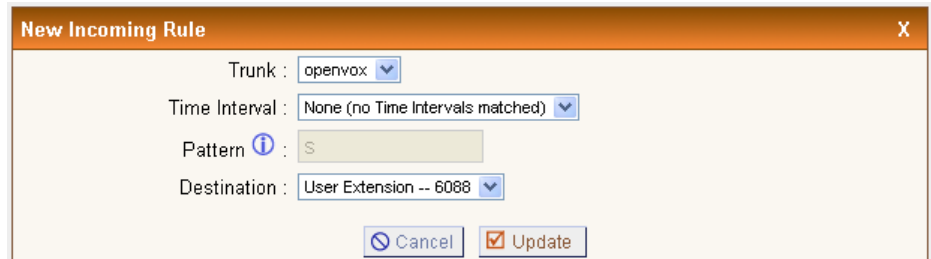 New Incoming Rule X
Trunk : openvox
Time Interval : None (no Time Intervals matched)
Pattern i : S
Destination : User Extension -- 6088
Cancel Update